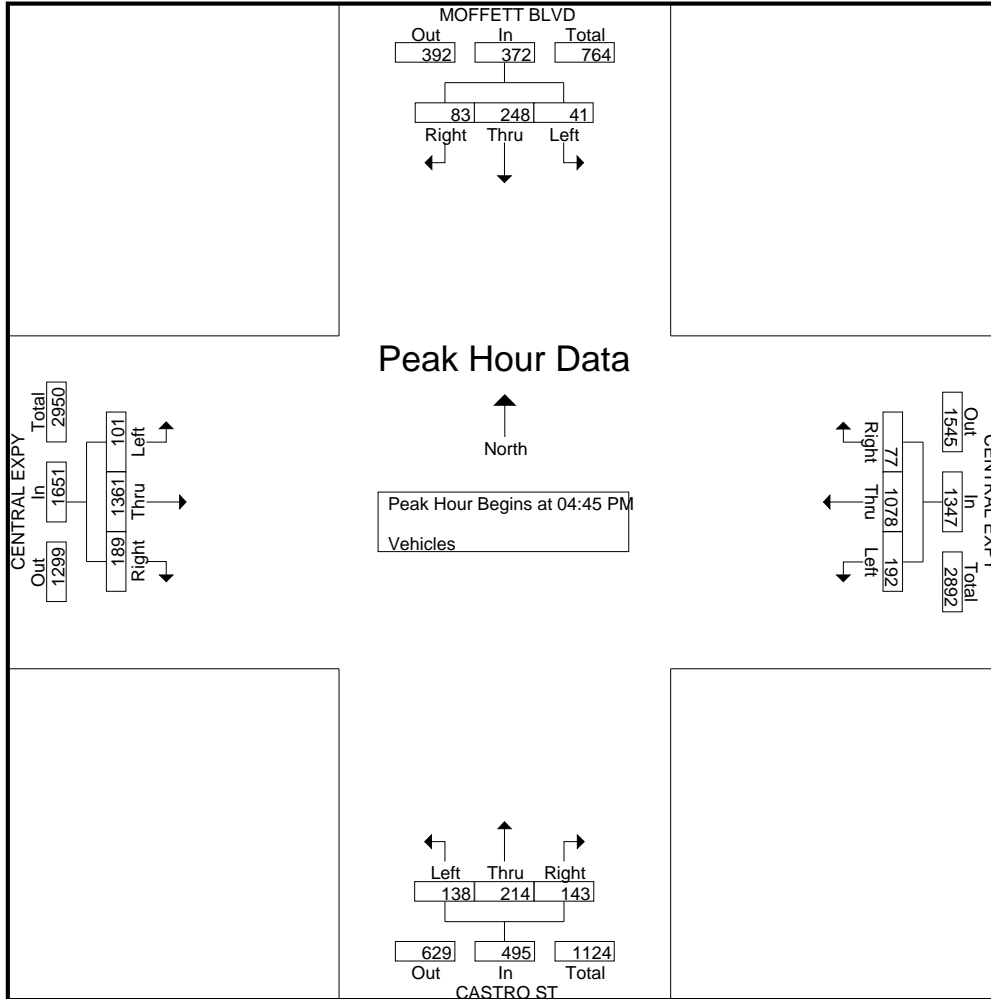 MOFFETT BLVD
Out In Total
392 372 764
83 248 41
Right Thru Left
Peak Hour Data
North
Peak Hour Begins at 04:45 PM
Vehicles
CENTRAL EXPY
Out In Total
1299 1651 2950
189 1361 101
Right Thru Left
CENTRAL EXPY
Out In Total
1545 1347 2892
77 1078 192
Right Thru Left
Left Thru Right
138 214 143
629 495 1124
Out In Total
CASTRO ST